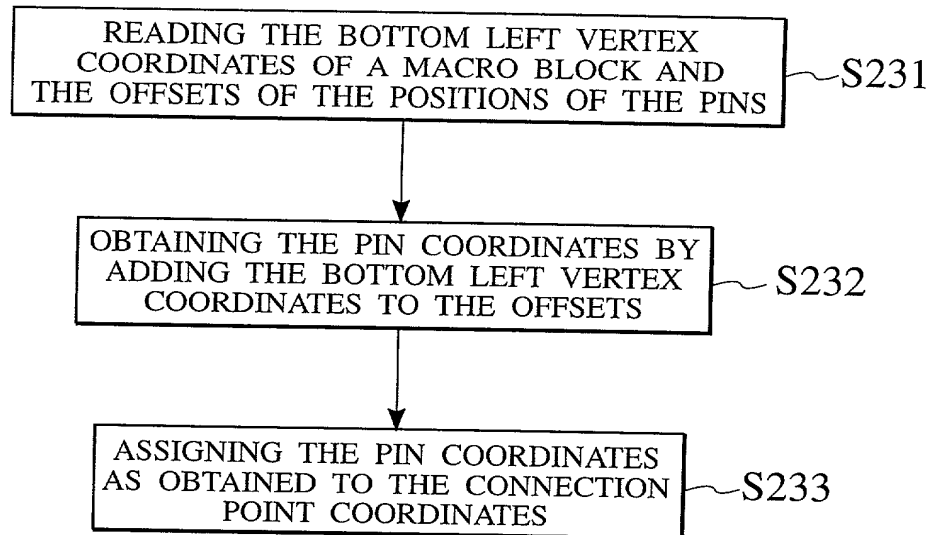 READING THE BOTTOM LEFT VERTEX
COORDINATES OF A MACRO BLOCK AND
THE OFFSETS OF THE POSITIONS OF THE PINS
S231
OBTAINING THE PIN COORDINATES BY
ADDING THE BOTTOM LEFT VERTEX
COORDINATES TO THE OFFSETS
S232
ASSIGNING THE PIN COORDINATES
AS OBTAINED TO THE CONNECTION
POINT COORDINATES
S233